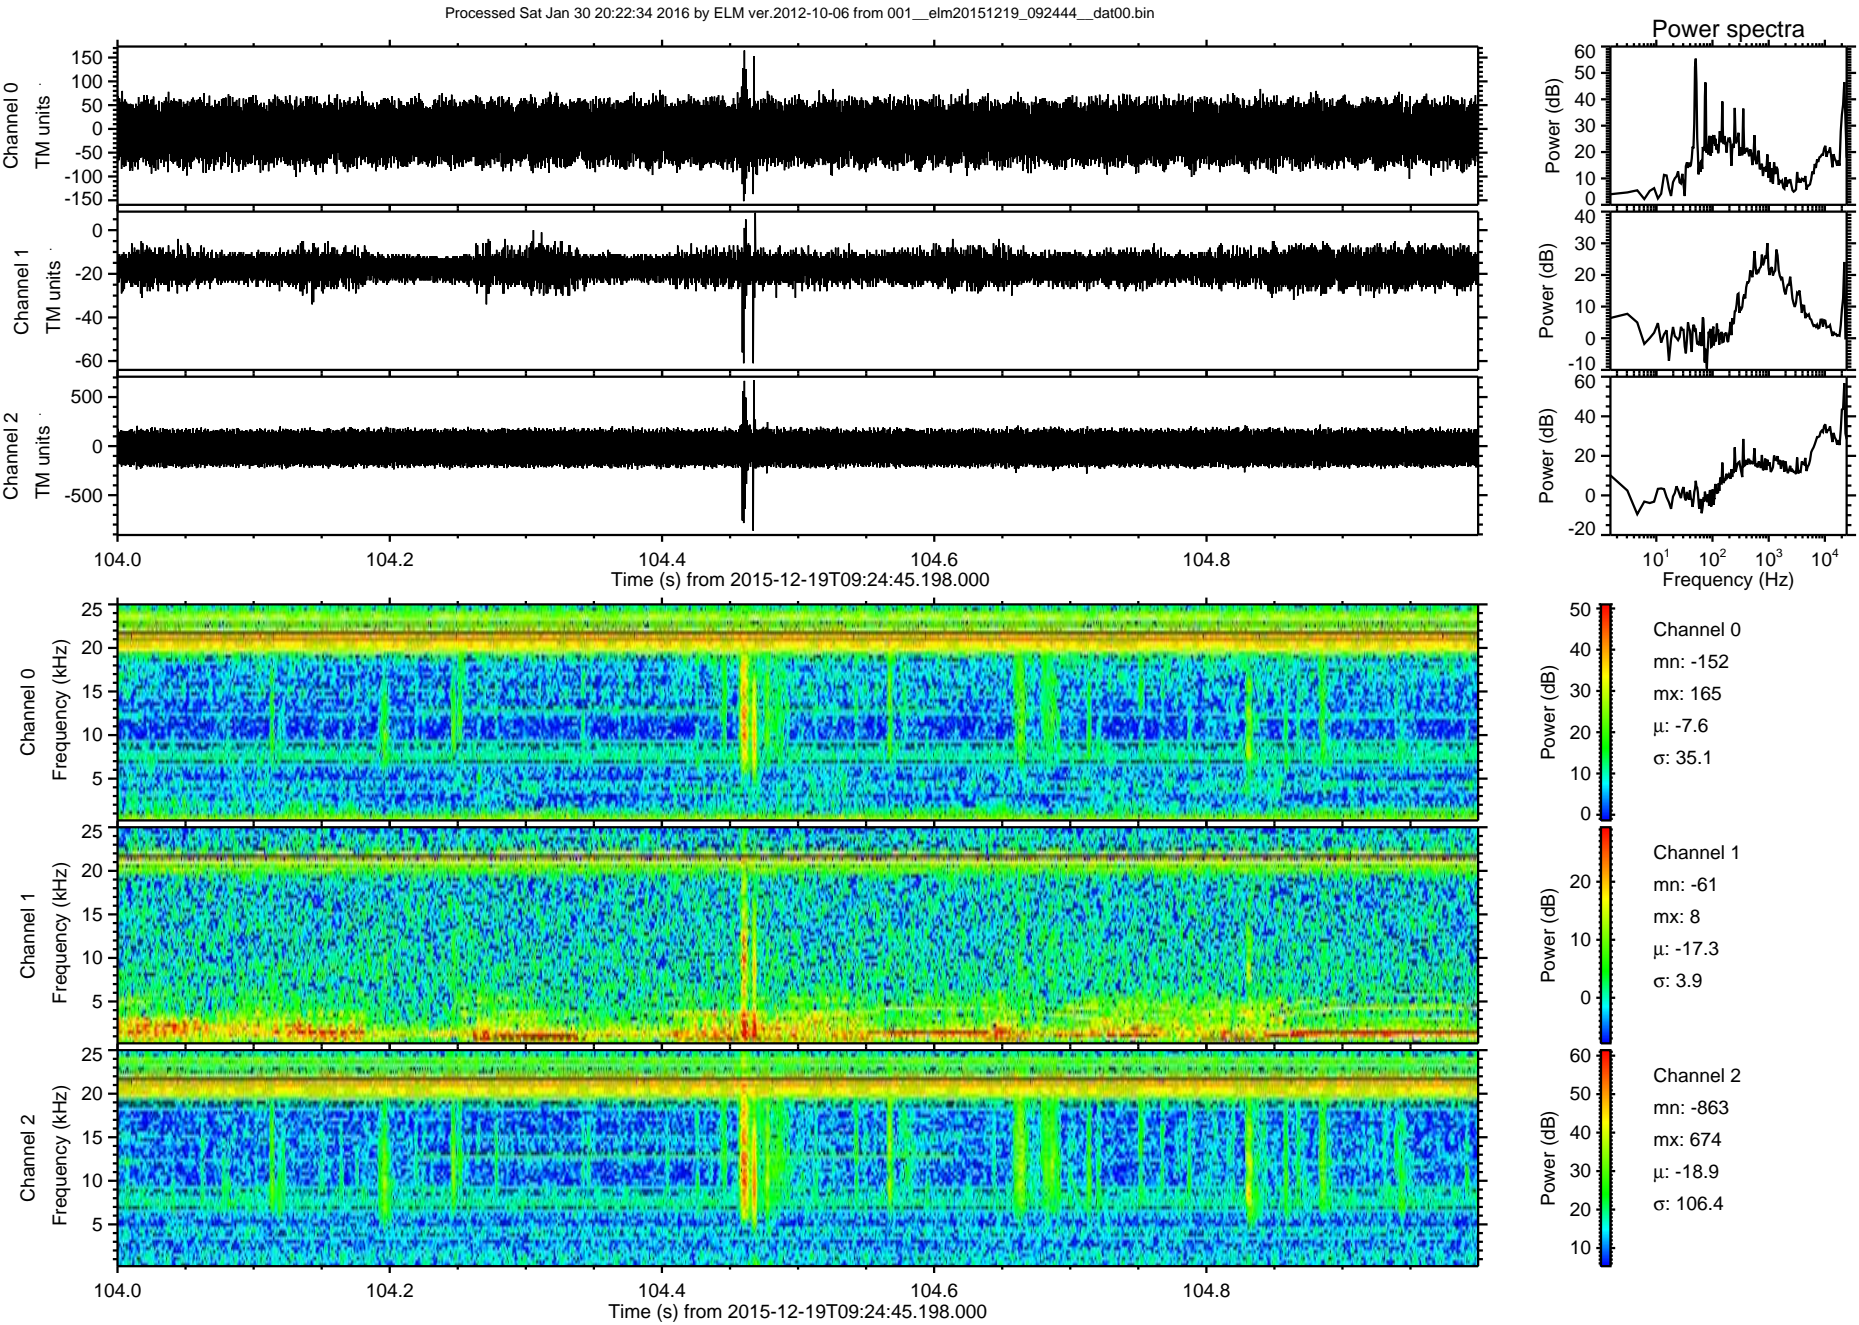 Processed Sat Jan 30 20:22:34 2016 by ELM ver.2012-10-06 from 001__elm20151219_092444__dat00.bin
Power spectra
Channel 0
TM units
150
100
50
0
-50
-100
-150
Power (dB)
60
50
40
30
20
10
0
Channel 1
TM units
0
-20
-40
-60
Power (dB)
40
30
20
10
0
-10
Channel 2
TM units
500
0
-500
Power (dB)
60
40
20
0
-20
104.0 104.2 104.4 104.6 104.8
Time (s) from 2015-12-19T09:24:45.198.000
10¹ 10² 10³ 10⁴
Frequency (Hz)
Channel 0
Frequency (kHz)
25
20
15
10
5
Power (dB)
50
40
30
20
10
0
Channel 0
mn: -152
mx: 165
µ: -7.6
σ: 35.1
Channel 1
Frequency (kHz)
25
20
15
10
5
Power (dB)
20
10
0
Channel 1
mn: -61
mx: 8
µ: -17.3
σ: 3.9
Channel 2
Frequency (kHz)
25
20
15
10
5
Power (dB)
60
50
40
30
20
10
Channel 2
mn: -863
mx: 674
µ: -18.9
σ: 106.4
104.0 104.2 104.4 104.6 104.8
Time (s) from 2015-12-19T09:24:45.198.000